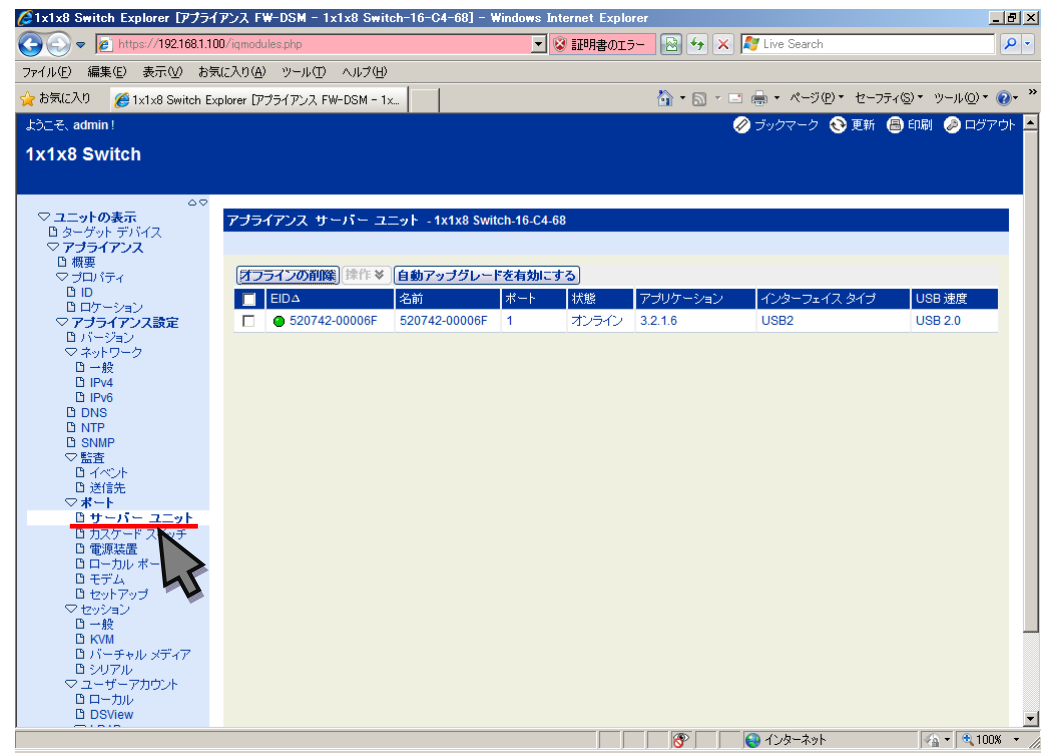 1x1x8 Switch Explorer [アプライアンス FW-DSM - 1x1x8 Switch-16-C4-68] - Windows Internet Explorer
https://192.168.1.100/iqmodules.php
証明書のエラー
Live Search
ファイル(F) 編集(E) 表示(V) お気に入り(A) ツール(T) ヘルプ(H)
お気に入り
1x1x8 Switch Explorer [アプライアンス FW-DSM - 1x...
ページ(P) セーフティ(S) ツール(O)
ようこそ、admin !
ブックマーク 更新 印刷 ログアウト
1x1x8 Switch
ユニットの表示
ターゲット デバイス
アプライアンス
概要
プロパティ
ID
ロケーション
アプライアンス設定
バージョン
ネットワーク
一般
IPv4
IPv6
DNS
NTP
SNMP
監査
イベント
送信先
ポート
サーバー ユニット
カスケード ス ッチ
電源装置
ローカル ポー
モデム
セットアップ
セッション
一般
KVM
バーチャル メディア
シリアル
ユーザーアカウント
ローカル
DSView
アプライアンス サーバー ユニット - 1x1x8 Switch-16-C4-68
オフラインの削除 操作 自動アップグレードを有効にする
EID 名前 ポート 状態 アプリケーション インターフェイス タイプ USB 速度
520742-00006F 520742-00006F 1 オンライン 3.2.1.6 USB2 USB 2.0
インターネット
100%